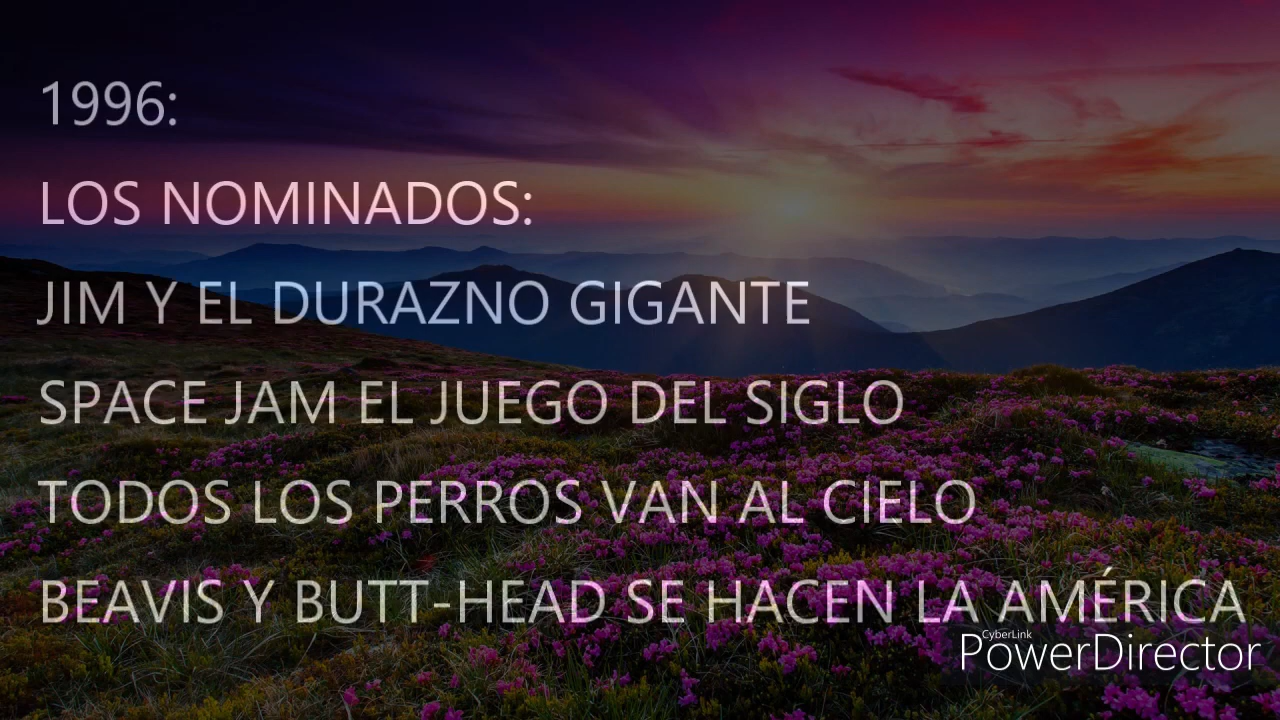 1996:
LOS NOMINADOS:
JIM Y EL DURAZNO GIGANTE
SPACE JAM EL JUEGO DEL SIGLO
TODOS LOS PERROS VAN AL CIELO
BEAVIS Y BUTT-HEAD SE HACEN LA AMÉRICA
CyberLink
PowerDirector